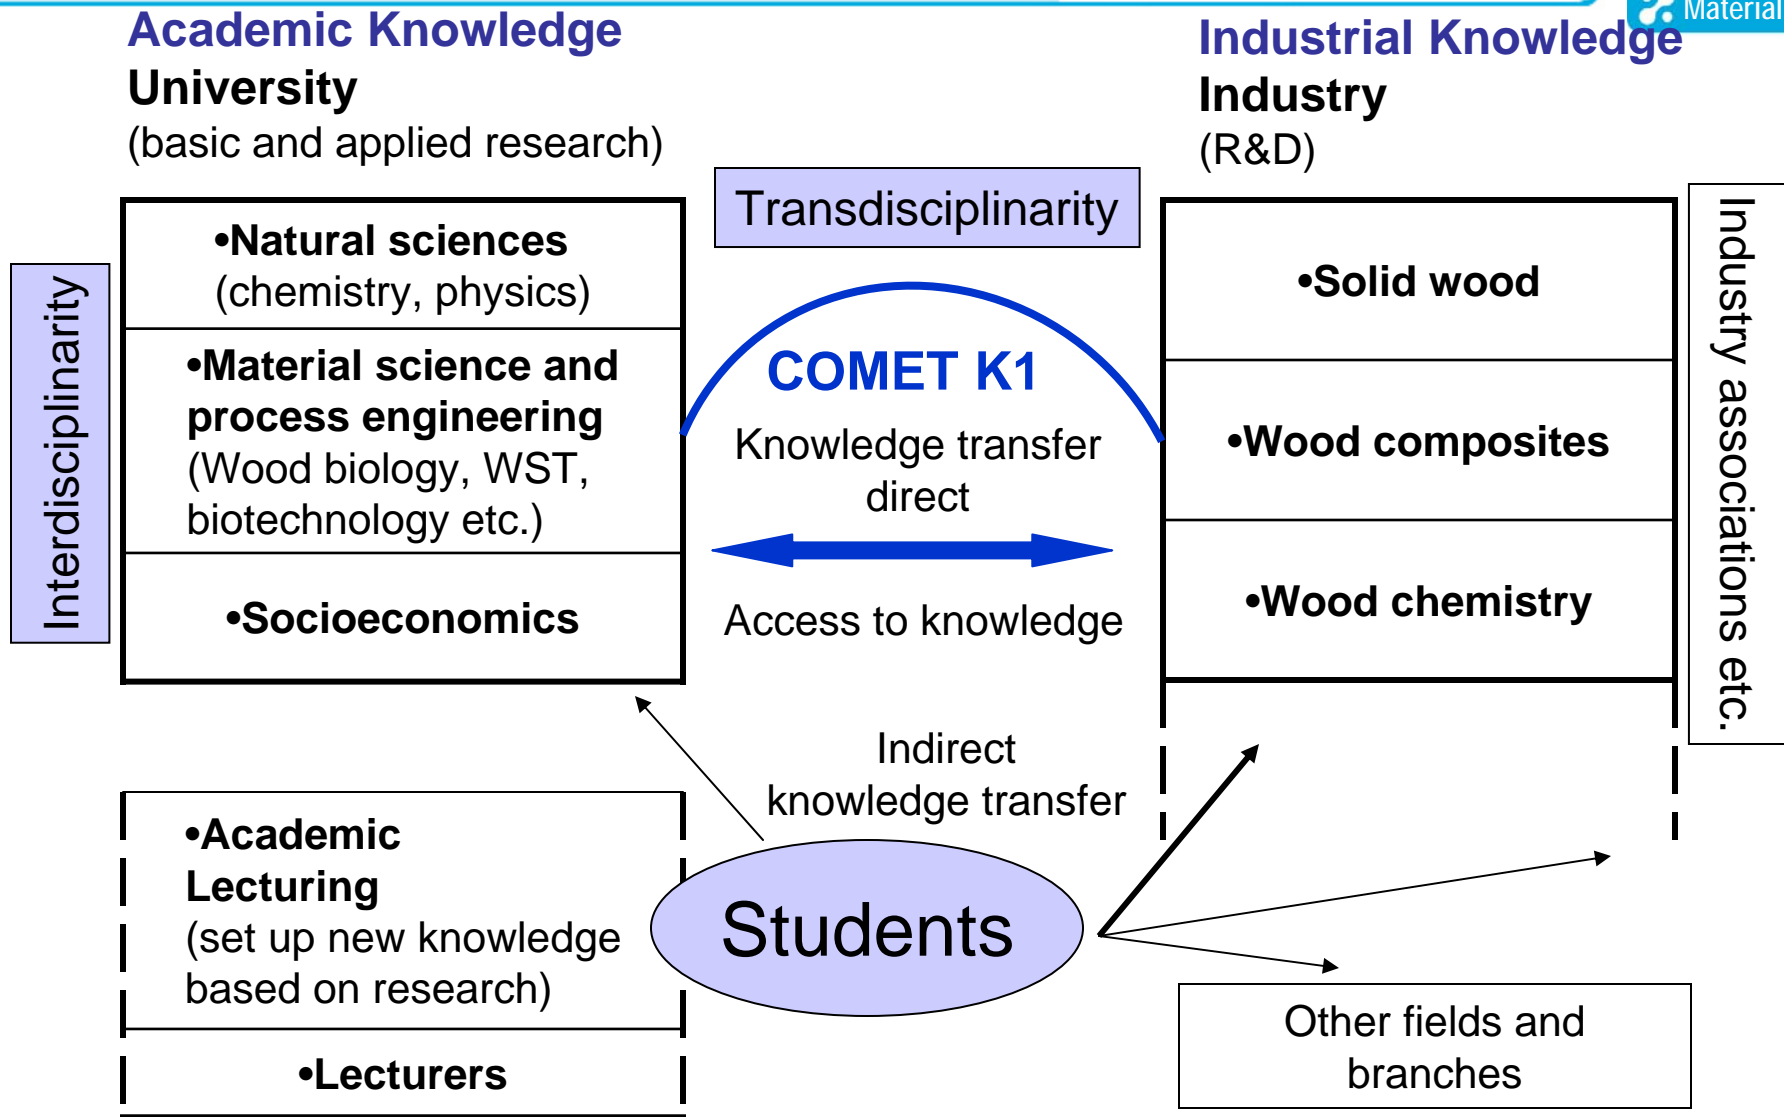 Material
Academic Knowledge
University
(basic and applied research)
Industrial Knowledge
Industry
(R&D)
Interdisciplinarity
•Natural sciences
(chemistry, physics)
•Material science and
process engineering
(Wood biology, WST,
biotechnology etc.)
•Socioeconomics
Transdisciplinarity
COMET K1
Knowledge transfer
direct
Access to knowledge
•Solid wood
•Wood composites
•Wood chemistry
Industry associations etc.
Indirect
knowledge transfer
•Academic
Lecturing
(set up new knowledge
based on research)
•Lecturers
Students
Other fields and
branches